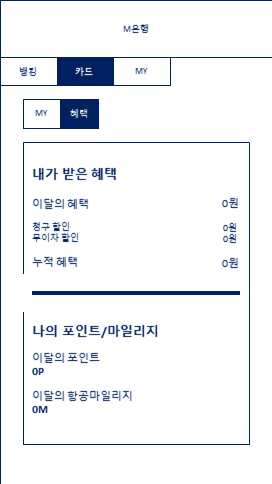 M은행
뱅킹 카드 MY
MY 혜택
내가 받은 혜택
이달의 혜택 0원
청구 할인 0원
무이자 할인 0원
누적 혜택 0원
나의 포인트/마일리지
이달의 포인트
0P
이달의 항공마일리지
0M